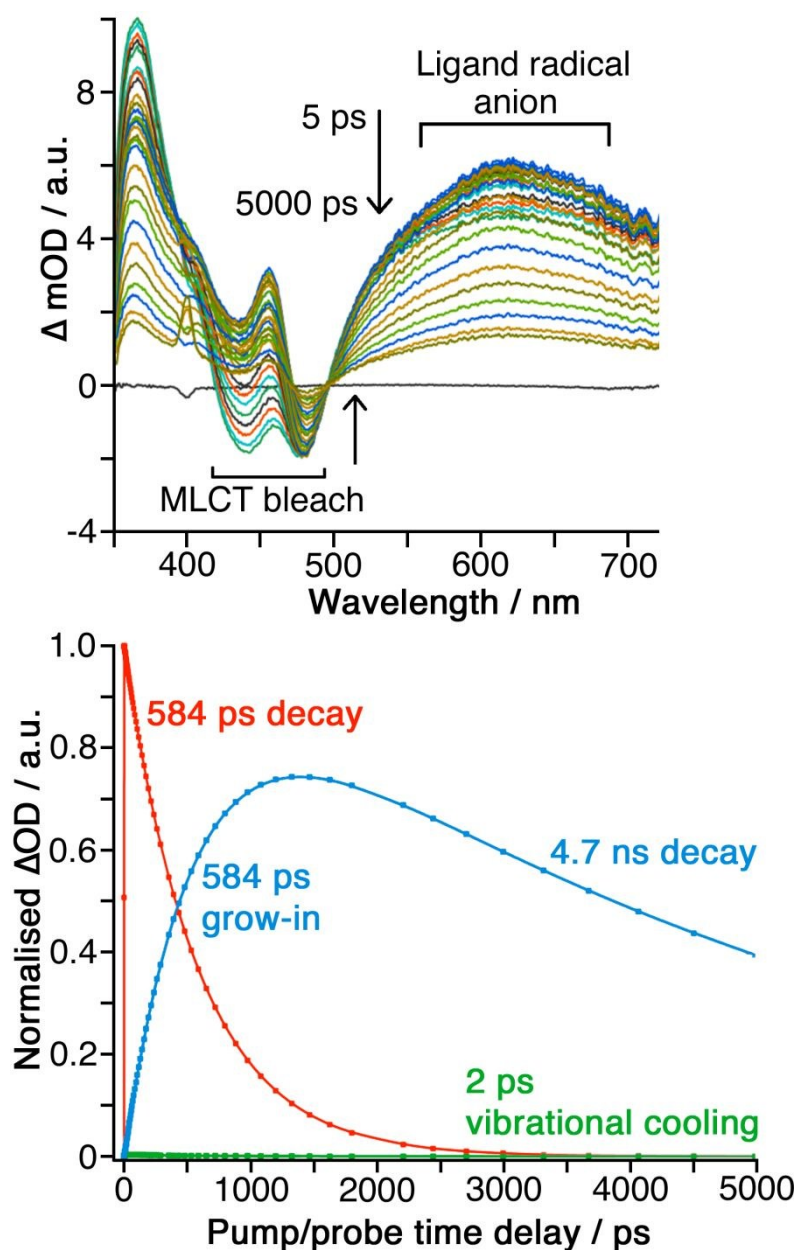 Ligand radical
anion
5 ps
5000 ps
8
4
0
-4
Δ mOD / a.u.
MLCT bleach
400 500 600 700
Wavelength / nm
1.0
0.8
0.6
0.4
0.2
0
Normalised ΔOD / a.u.
584 ps decay
584 ps
grow-in
4.7 ns decay
2 ps
vibrational cooling
0 1000 2000 3000 4000 5000
Pump/probe time delay / ps